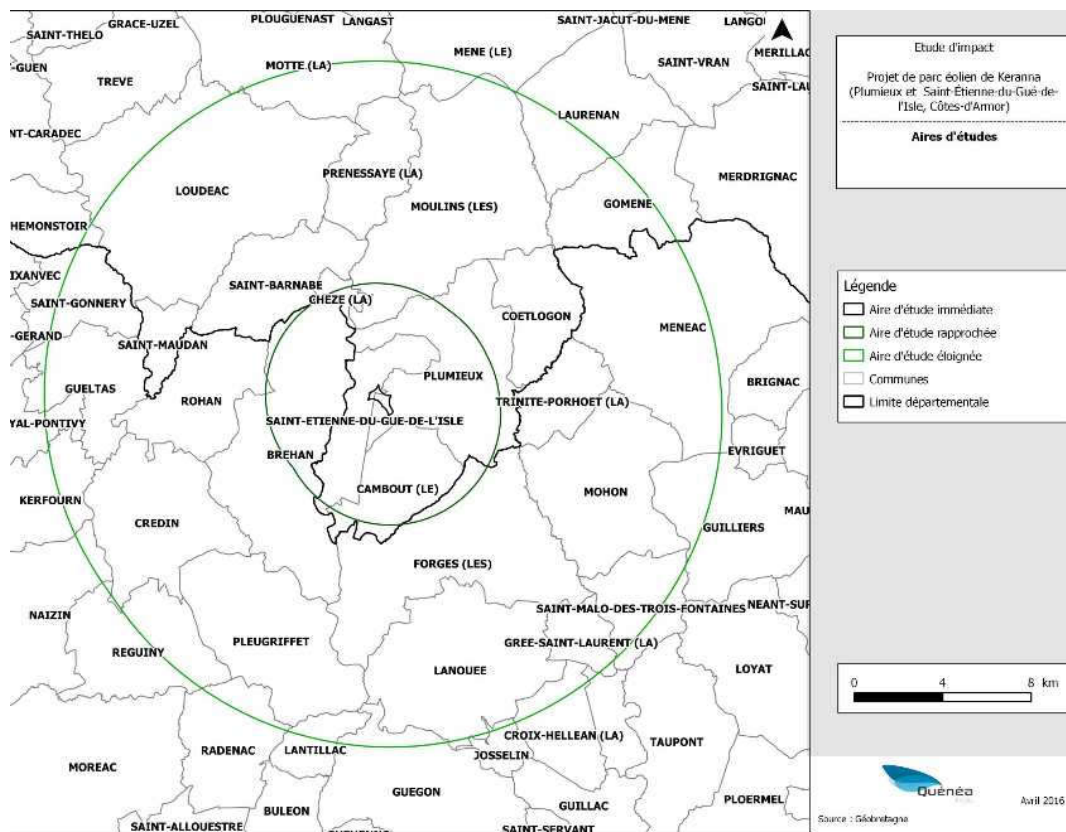 GRACE-UZEL
PLOUGUENAST
LANGAST
SAINT-JACUT-DU-MENE
SAINT-THELO
MENE (LE)
MERILLAC
-GUEN
MOTTE (LA)
SAINT-VRAN
TREVE
SAINT-LAU
LAURENAN
NT-CARADEC
PRENESSAYE (LA)
MERDRIGNAC
LOUDEAC
GOMENE
MOULINS (LES)
HEMONSTOIR
IXANVEC
SAINT-BARNABE
SAINT-GONNERY
CHEZE (LA)
COETLOGON
MENEAC
-GERAND
SAINT-MAUDAN
PLUMIEUX
BRIGNAC
GUELTAS
ROHAN
TRINITE-PORHOET (LA)
YAL-PONTIVY
SAINT-ETIENNE-DU-GUE-DE-L'ISLE
BREHAN
EVRIGUET
CAMBOUT (LE)
MOHON
KERFOURN
MAU
CREDIN
GUILLIERS
FORGES (LES)
SAINT-MALO-DES-TROIS-FONTAINES
NEANT-SUR
NAIZIN
PLEUGRIFFET
GREE-SAINT-LAURENT (LA)
REGUINY
LANOUEE
LOYAT
CROIX-HELLEAN (LA)
RADENAC
LANTILLAC
TAUPONT
JOSSELIN
MOREAC
GUEGON
GUILLAC
PLOERMEL
BULEON
SAINT-ALLOUESTRE
SAINT-SERVANT
Etude d'impact
Projet de parc éolien de Keranna
(Plumieux et Saint-Étienne-du-Gué-de-
l'Isle, Côtes-d'Armor)
Aires d'études
Légende
Aire d'étude immédiate
Aire d'étude rapprochée
Aire d'étude éloignée
Communes
Limite départementale
0 4 8 km
Quénéa
Avril 2016
Source : Géobretagne